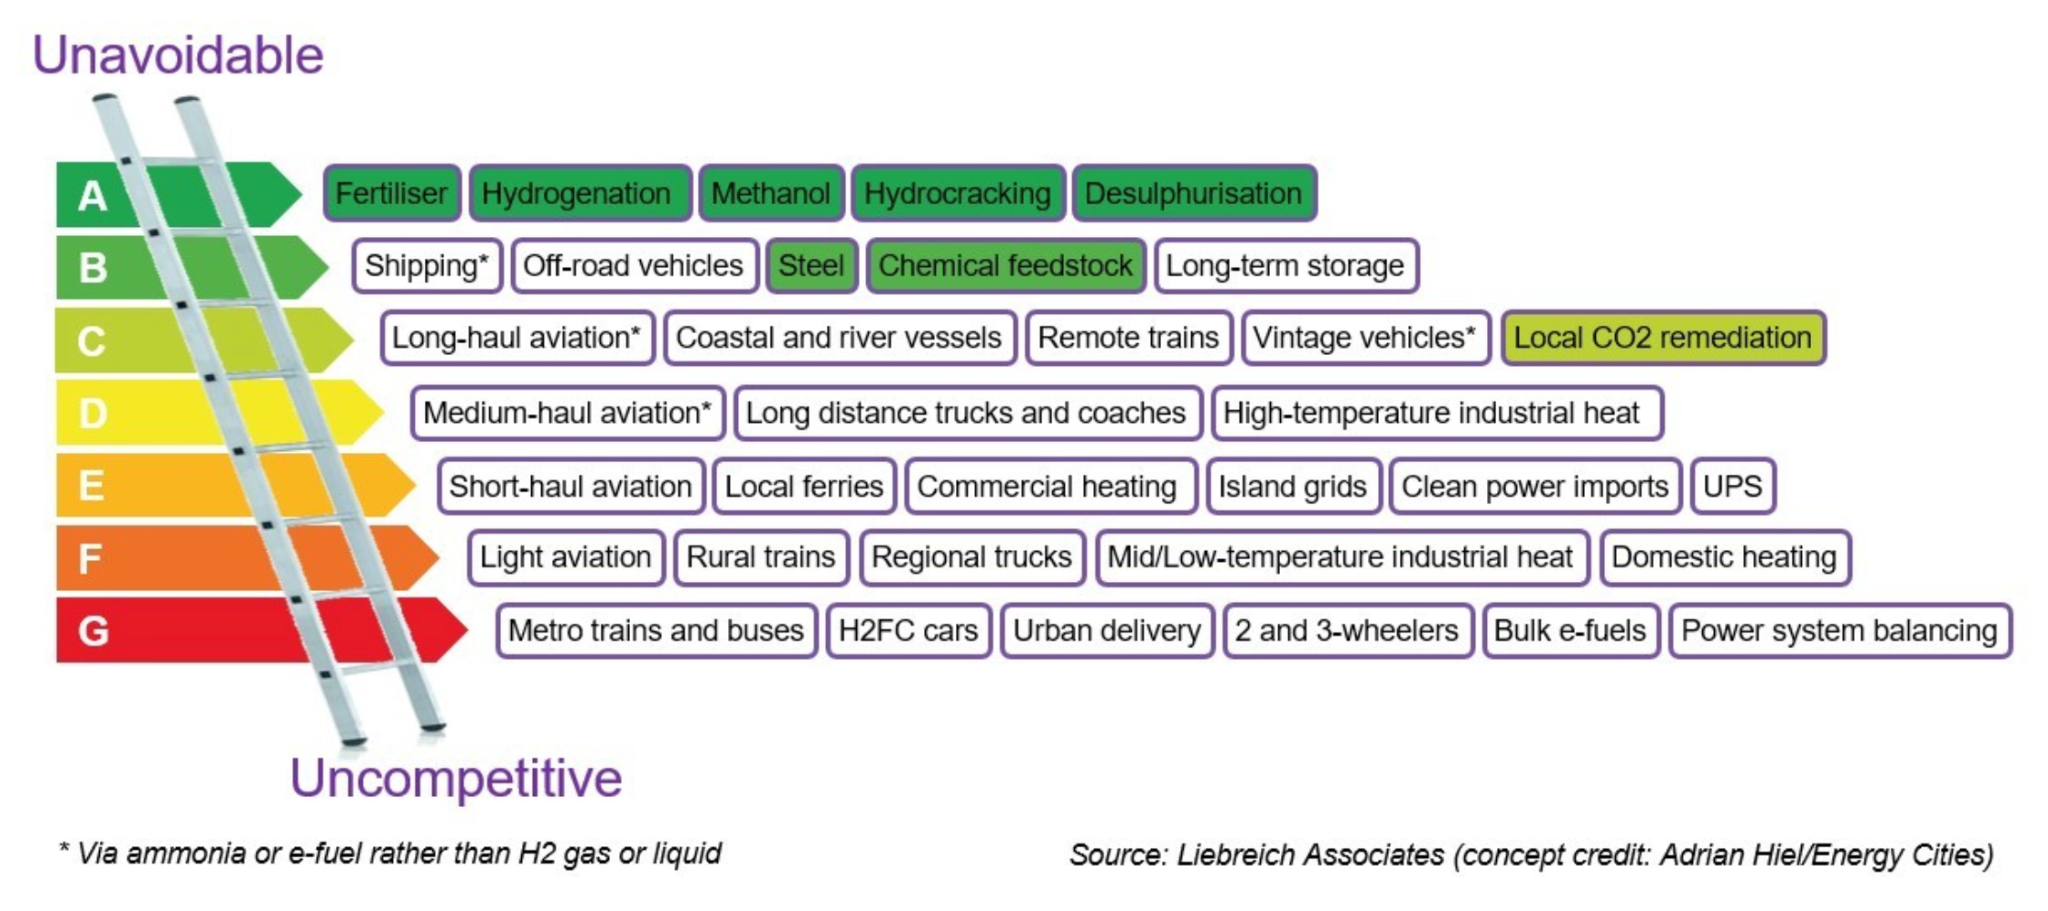 Unavoidable
A Fertiliser Hydrogenation Methanol Hydrocracking Desulphurisation
B Shipping* Off-road vehicles Steel Chemical feedstock Long-term storage
C Long-haul aviation* Coastal and river vessels Remote trains Vintage vehicles* Local CO2 remediation
D Medium-haul aviation* Long distance trucks and coaches High-temperature industrial heat
E Short-haul aviation Local ferries Commercial heating Island grids Clean power imports UPS
F Light aviation Rural trains Regional trucks Mid/Low-temperature industrial heat Domestic heating
G Metro trains and buses H2FC cars Urban delivery 2 and 3-wheelers Bulk e-fuels Power system balancing
Uncompetitive
* Via ammonia or e-fuel rather than H2 gas or liquid
Source: Liebreich Associates (concept credit: Adrian Hiel/Energy Cities)